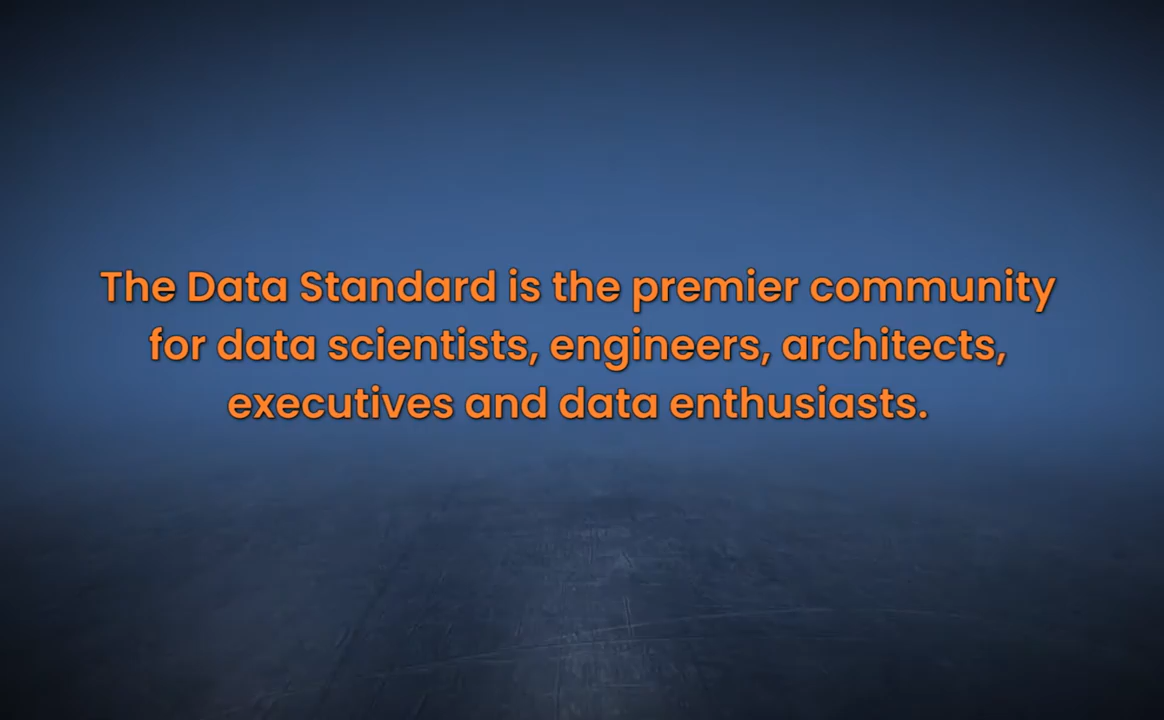 The Data Standard is the premier community
for data scientists, engineers, architects,
executives and data enthusiasts.